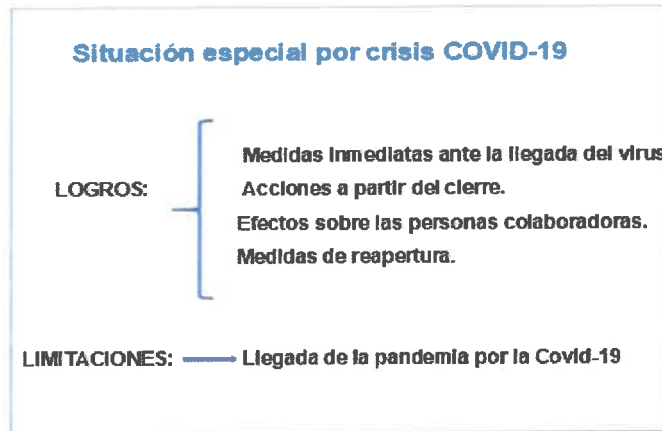 Situación especial por crisis COVID-19
Medidas inmediatas ante la llegada del virus
LOGROS:
Acciones a partir del cierre.
Efectos sobre las personas colaboradoras.
Medidas de reapertura.
LIMITACIONES:
Llegada de la pandemia por la Covid-19